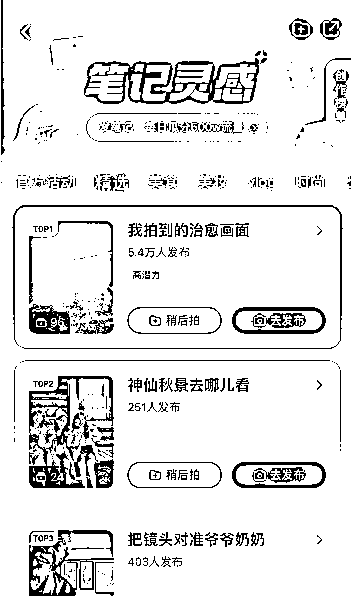 笔记灵感
发笔记 每日瓜分500w流量
创作榜单
官方活动 精选 美食 美妆 vlog 时尚
TOP1
我拍到的治愈画面
5.4万人发布
高潜力
96
稍后拍
去发布
TOP2
神仙秋景去哪儿看
251人发布
24
稍后拍
去发布
TOP3
把镜头对准爷爷奶奶
403人发布